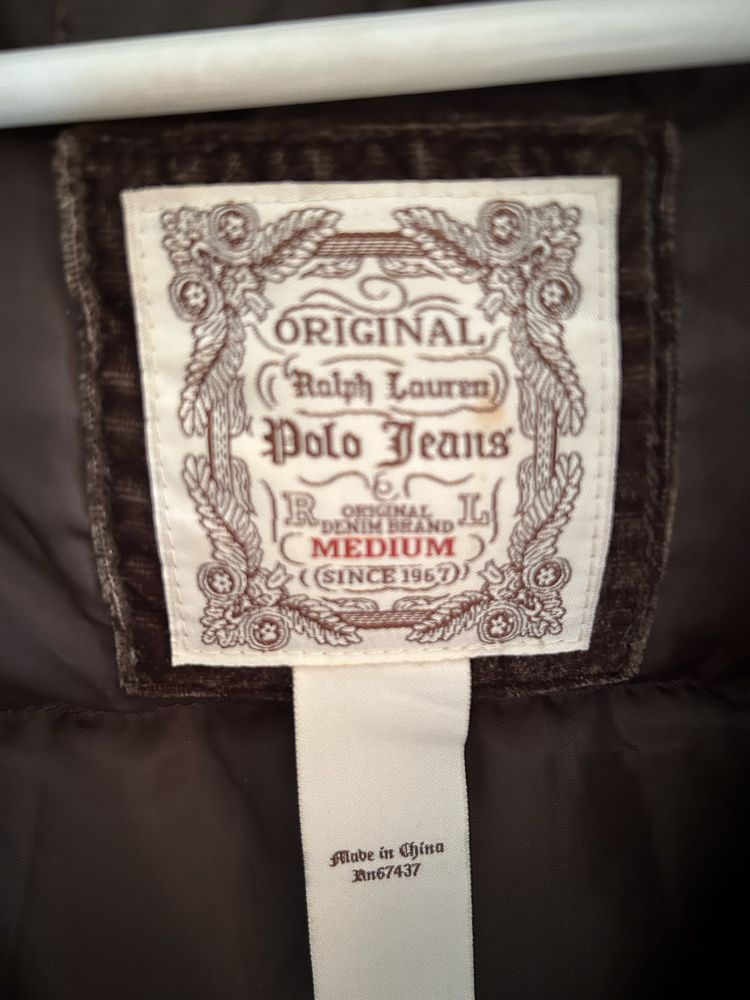 ORIGINAL
Ralph Lauren
Polo Jeans
R ORIGINAL L
DENIM BRAND
MEDIUM
SINCE 1967
Made in China
Rn67437